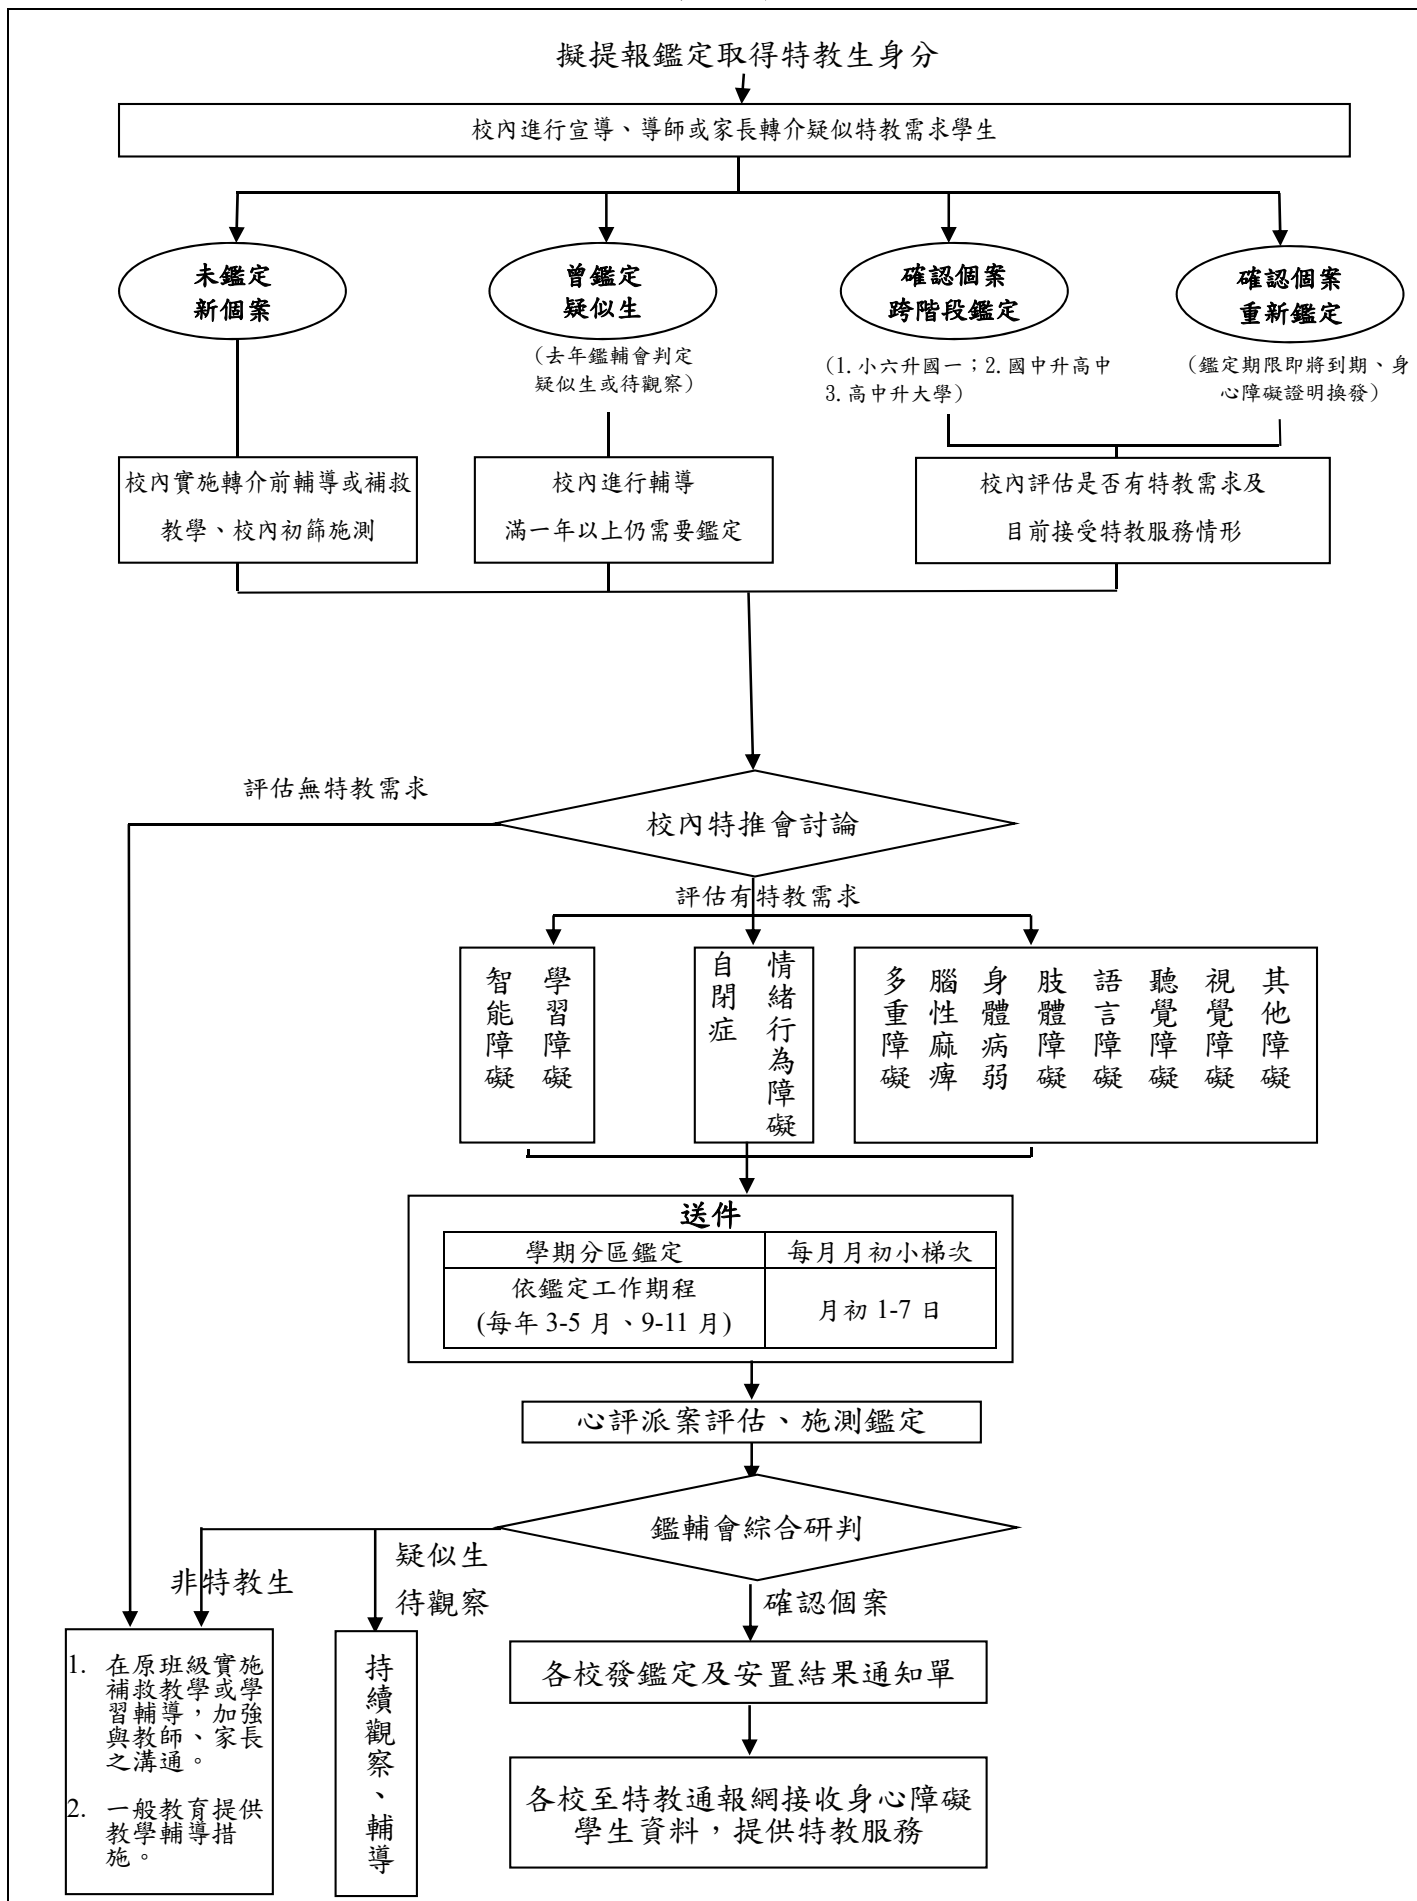 擬提報鑑定取得特教生身分
校內進行宣導、導師或家長轉介疑似特教需求學生
未鑑定
新個案
曾鑑定
疑似生
(去年鑑輔會判定
疑似生或待觀察)
確認個案
跨階段鑑定
(1.小六升國一；2.國中升高中
3.高中升大學)
確認個案
重新鑑定
(鑑定期限即將到期、身
心障礙證明換發)
校內實施轉介前輔導或補救
教學、校內初篩施測
校內進行輔導
滿一年以上仍需要鑑定
校內評估是否有特教需求及
目前接受特教服務情形
評估無特教需求
校內特推會討論
評估有特教需求
智能障礙
學習障礙
自閉症
情緒行為障礙
多重障礙
腦性麻痺
身體病弱
肢體障礙
語言障礙
聽覺障礙
視覺障礙
其他障礙
送件
學期分區鑑定
每月月初小梯次
依鑑定工作期程
(每年 3-5 月、9-11 月)
月初 1-7 日
心評派案評估、施測鑑定
鑑輔會綜合研判
非特教生
疑似生
待觀察
確認個案
1. 在原班級實施
補救教學或學
習輔導，加強
與教師、家長
之溝通。
2. 一般教育提供
教學輔導措
施。
持續觀察、輔導
各校發鑑定及安置結果通知單
各校至特教通報網接收身心障礙
學生資料，提供特教服務